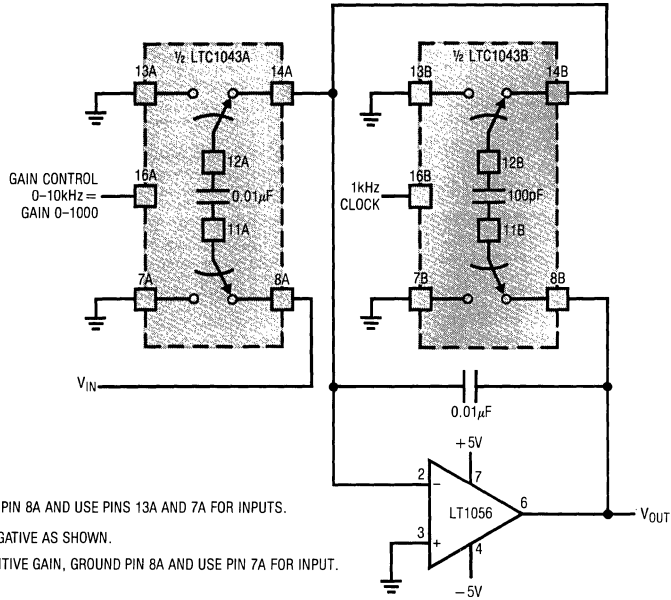 ½ LTC1043A
½ LTC1043B
13A
14A
13B
14B
12A
12B
16A
16B
GAIN CONTROL
0–10kHz =
GAIN 0–1000
0.01µF
1kHz
CLOCK
100pF
11A
11B
7A
8A
7B
8B
VIN
0.01µF
+5V
2
–
7
LT1056
6
VOUT
3
+
4
–5V
PIN 8A AND USE PINS 13A AND 7A FOR INPUTS.
GATIVE AS SHOWN.
ITIVE GAIN, GROUND PIN 8A AND USE PIN 7A FOR INPUT.